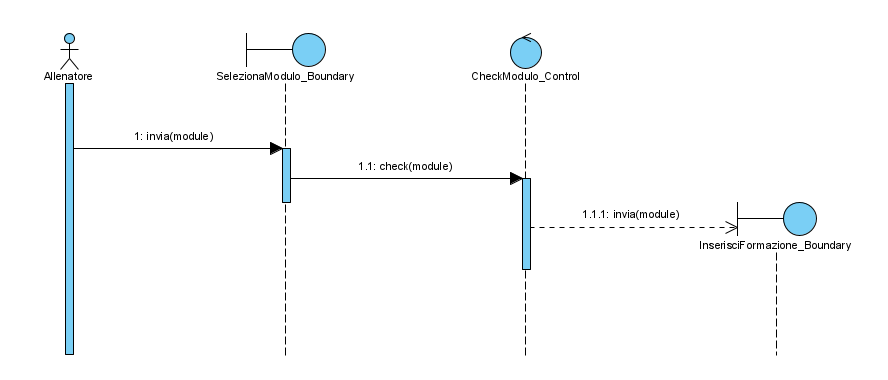 Allenatore
SelezionaModulo_Boundary
CheckModulo_Control
1: invia(module)
1.1: check(module)
1.1.1: invia(module)
InserisciFormazione_Boundary